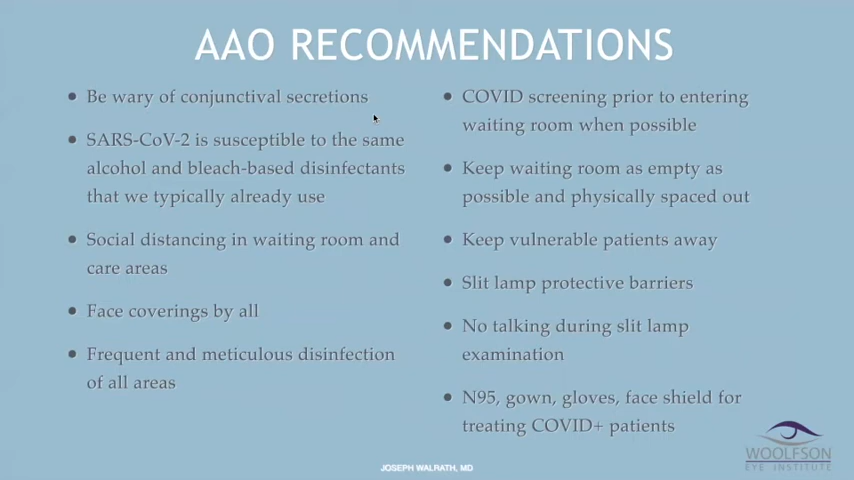 AAO RECOMMENDATIONS
• Be wary of conjunctival secretions
• SARS-CoV-2 is susceptible to the same
alcohol and bleach-based disinfectants
that we typically already use
• Social distancing in waiting room and
care areas
• Face coverings by all
• Frequent and meticulous disinfection
of all areas
• COVID screening prior to entering
waiting room when possible
• Keep waiting room as empty as
possible and physically spaced out
• Keep vulnerable patients away
• Slit lamp protective barriers
• No talking during slit lamp
examination
• N95, gown, gloves, face shield for
treating COVID+ patients
WOOLFSON
EYE INSTITUTE
JOSEPH WALRATH, MD